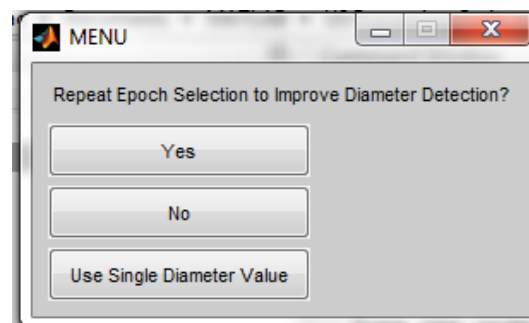 MENU
Repeat Epoch Selection to Improve Diameter Detection?
Yes
No
Use Single Diameter Value